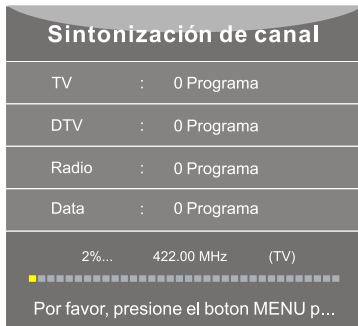 Sintonización de canal
TV : 0 Programa
DTV : 0 Programa
Radio : 0 Programa
Data : 0 Programa
2%... 422.00 MHz (TV)
Por favor, presione el boton MENU p...